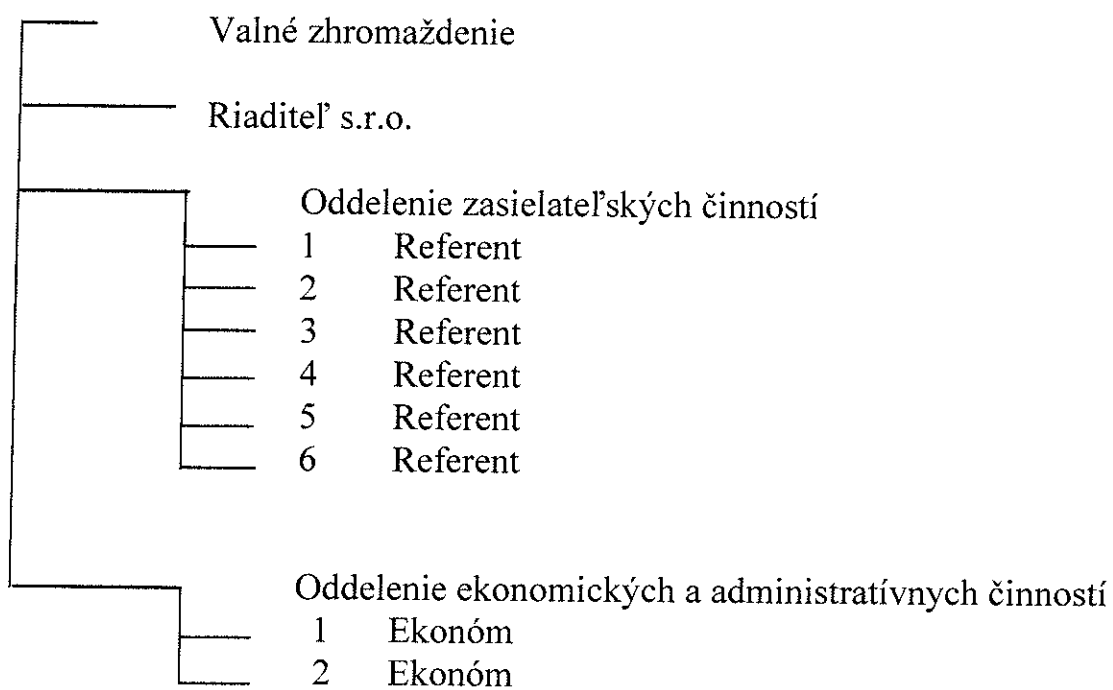 Valné zhromaždenie
Riaditeľ s.r.o.
Oddelenie zasielateľských činností
1 Referent
2 Referent
3 Referent
4 Referent
5 Referent
6 Referent
Oddelenie ekonomických a administratívnych činností
1 Ekonóm
2 Ekonóm